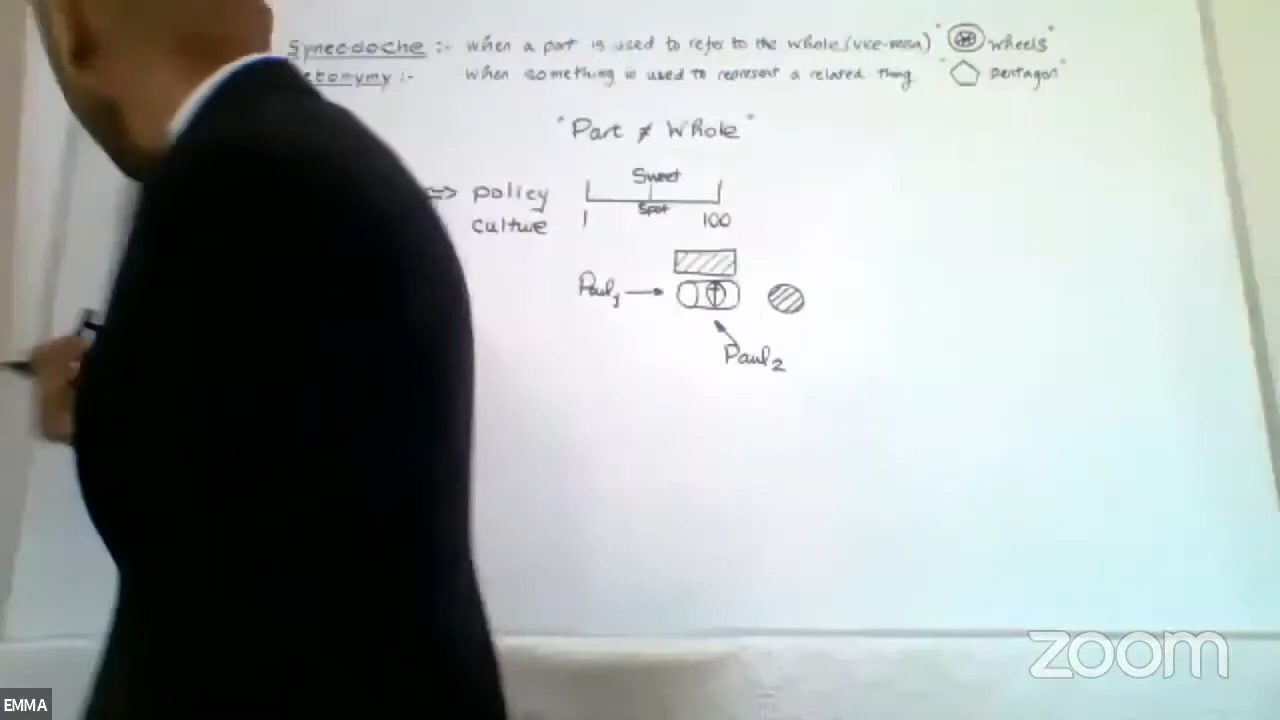 Synecdoche :- when a part is used to refer to the whole (vice-versa) " wheels"
etonymy :- when something is used to represent a related thing " pentagon"
"Part ≠ Whole"
⇔ policy
culture
Sweet
Spot
1 100
Paul1 →
Paul2
zoom
EMMA